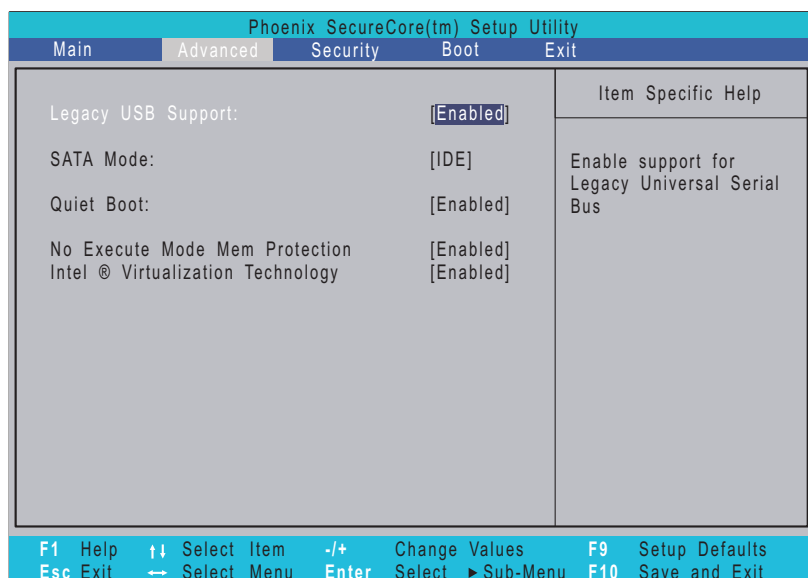 Phoenix SecureCore(tm) Setup Utility
Main Advanced Security Boot Exit
Legacy USB Support: [Enabled]
SATA Mode: [IDE]
Quiet Boot: [Enabled]
No Execute Mode Mem Protection [Enabled]
Intel ® Virtualization Technology [Enabled]
Item Specific Help
Enable support for
Legacy Universal Serial
Bus
F1 Help ↑↓ Select Item -/+ Change Values F9 Setup Defaults
Esc Exit ↔ Select Menu Enter Select ►Sub-Menu F10 Save and Exit